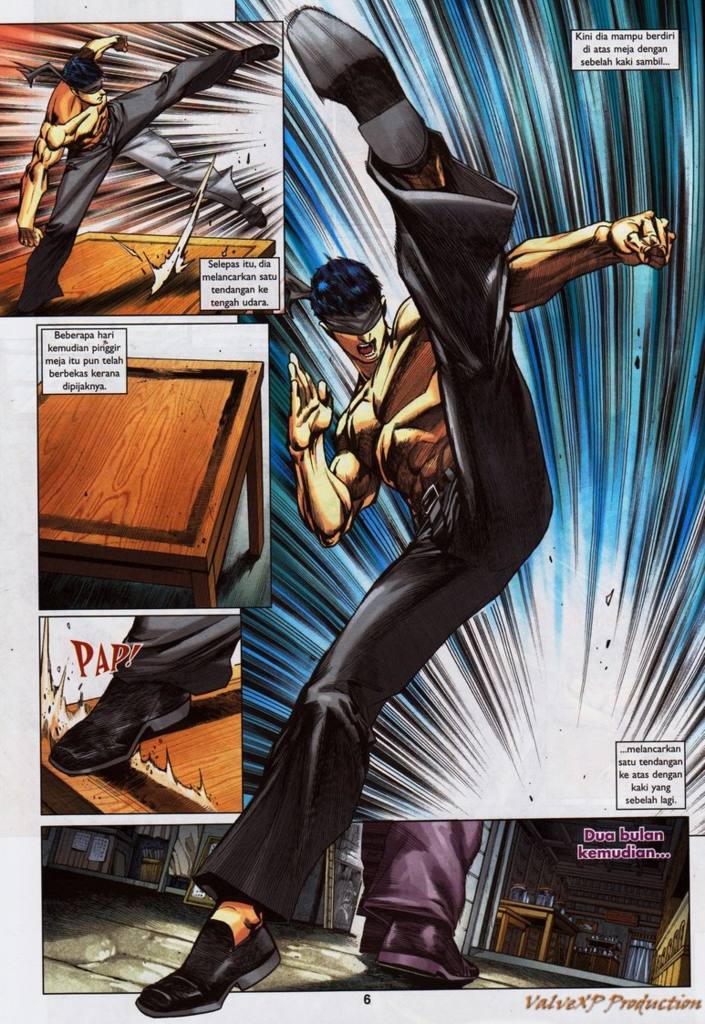 Selepas itu, dia
melancarkan satu
tendangan ke
tengah udara.
Beberapa hari
kemudian pinggir
meja itu pun telah
berbekas kerana
dipijaknya.
PAP!
Kini dia mampu berdiri
di atas meja dengan
sebelah kaki sambil...
...melancarkan
satu tendangan
ke atas dengan
kaki yang
sebelah lagi.
Dua bulan
kemudian...
6
ValveXP Production